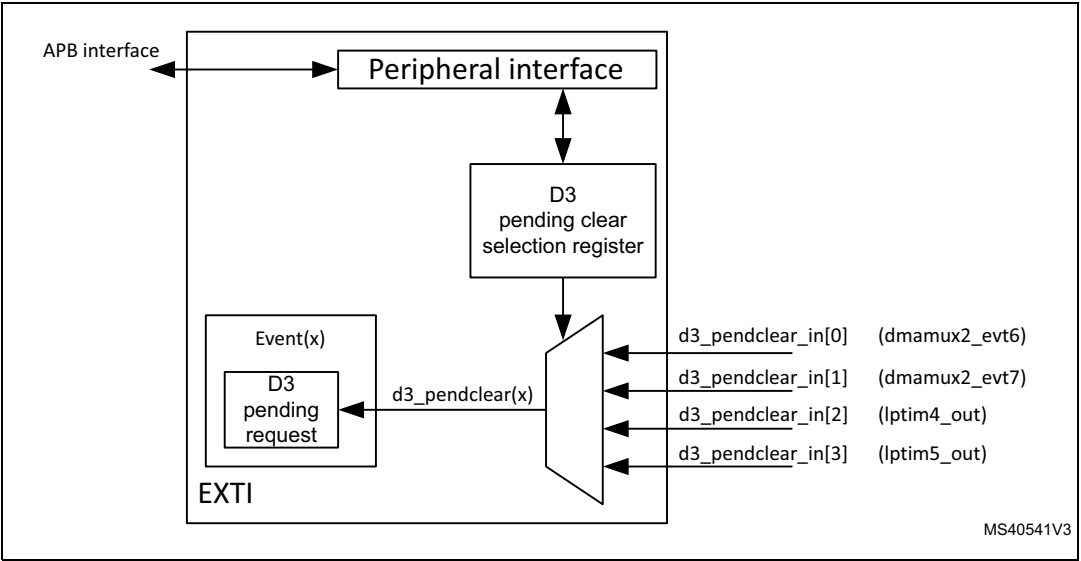 APB interface
Peripheral interface
D3
pending clear
selection register
Event(x)
D3
pending
request
d3_pendclear(x)
d3_pendclear_in[0] (dmamux2_evt6)
d3_pendclear_in[1] (dmamux2_evt7)
d3_pendclear_in[2] (lptim4_out)
d3_pendclear_in[3] (lptim5_out)
EXTI
MS40541V3